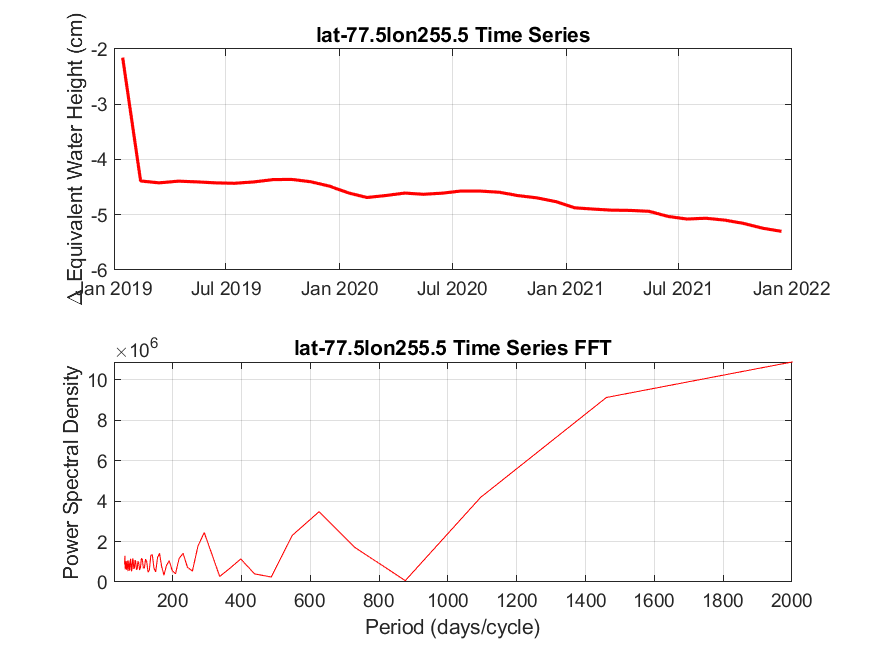 lat-77.5lon255.5 Time Series
Δ Equivalent Water Height (cm)
-2
-3
-4
-5
-6
Jan 2019 Jul 2019 Jan 2020 Jul 2020 Jan 2021 Jul 2021 Jan 2022
lat-77.5lon255.5 Time Series FFT
×10^6
Power Spectral Density
10
8
6
4
2
0
200 400 600 800 1000 1200 1400 1600 1800 2000
Period (days/cycle)